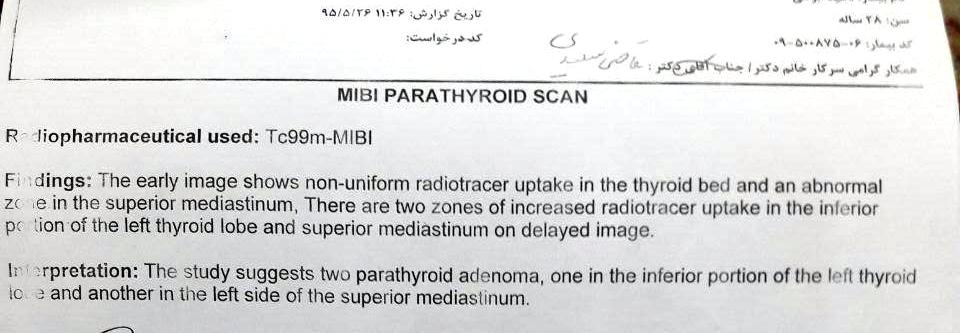 تاریخ گزارش: ۱۱:۳۶ ۹۵/۵/۲۶
سن: ۲۸ ساله
کد درخواست:
کد بیمار: ۰۹-۵۰۰۸۷۵-۰۶
همکار گرامی سرکار خانم دکتر / جناب آقای دکتر:
MIBI PARATHYROID SCAN
Radiopharmaceutical used: Tc99m-MIBI
Findings: The early image shows non-uniform radiotracer uptake in the thyroid bed and an abnormal
zone in the superior mediastinum, There are two zones of increased radiotracer uptake in the inferior
portion of the left thyroid lobe and superior mediastinum on delayed image.
Interpretation: The study suggests two parathyroid adenoma, one in the inferior portion of the left thyroid
lobe and another in the left side of the superior mediastinum.